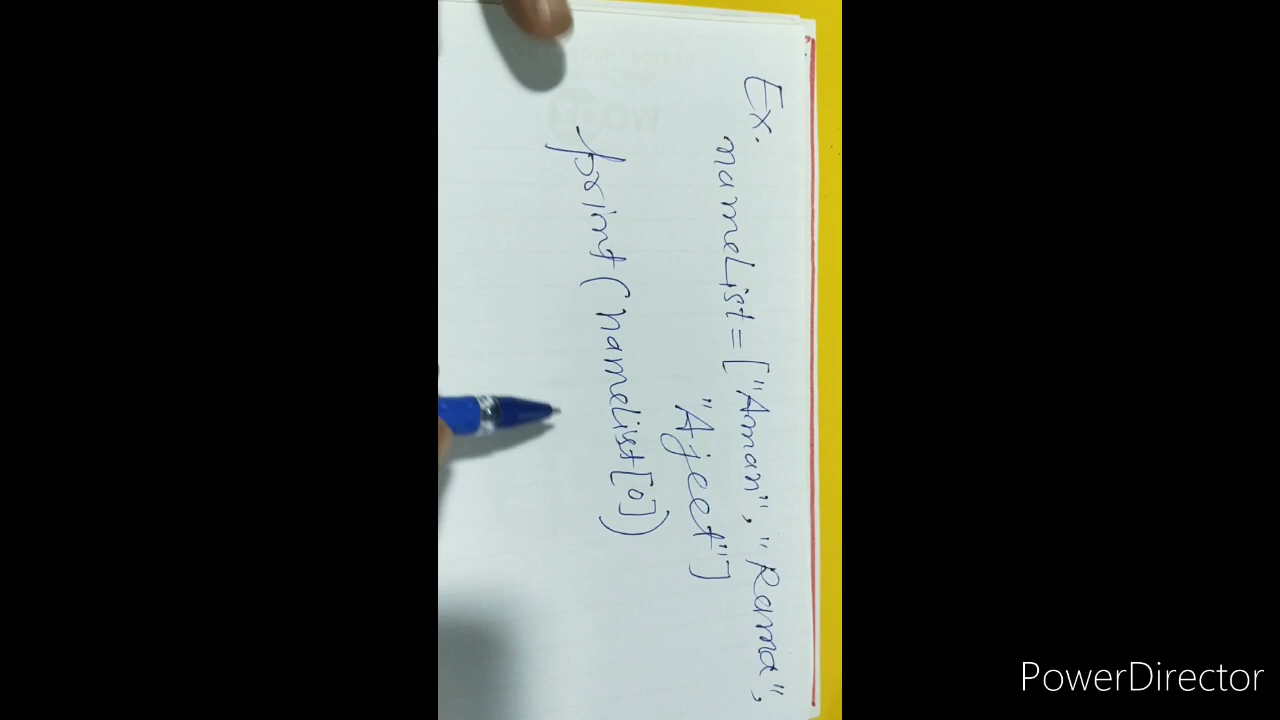 Ex.
nameList = ["Aman", "Rama",
"Ajeet"]
print(nameList[0])
PowerDirector